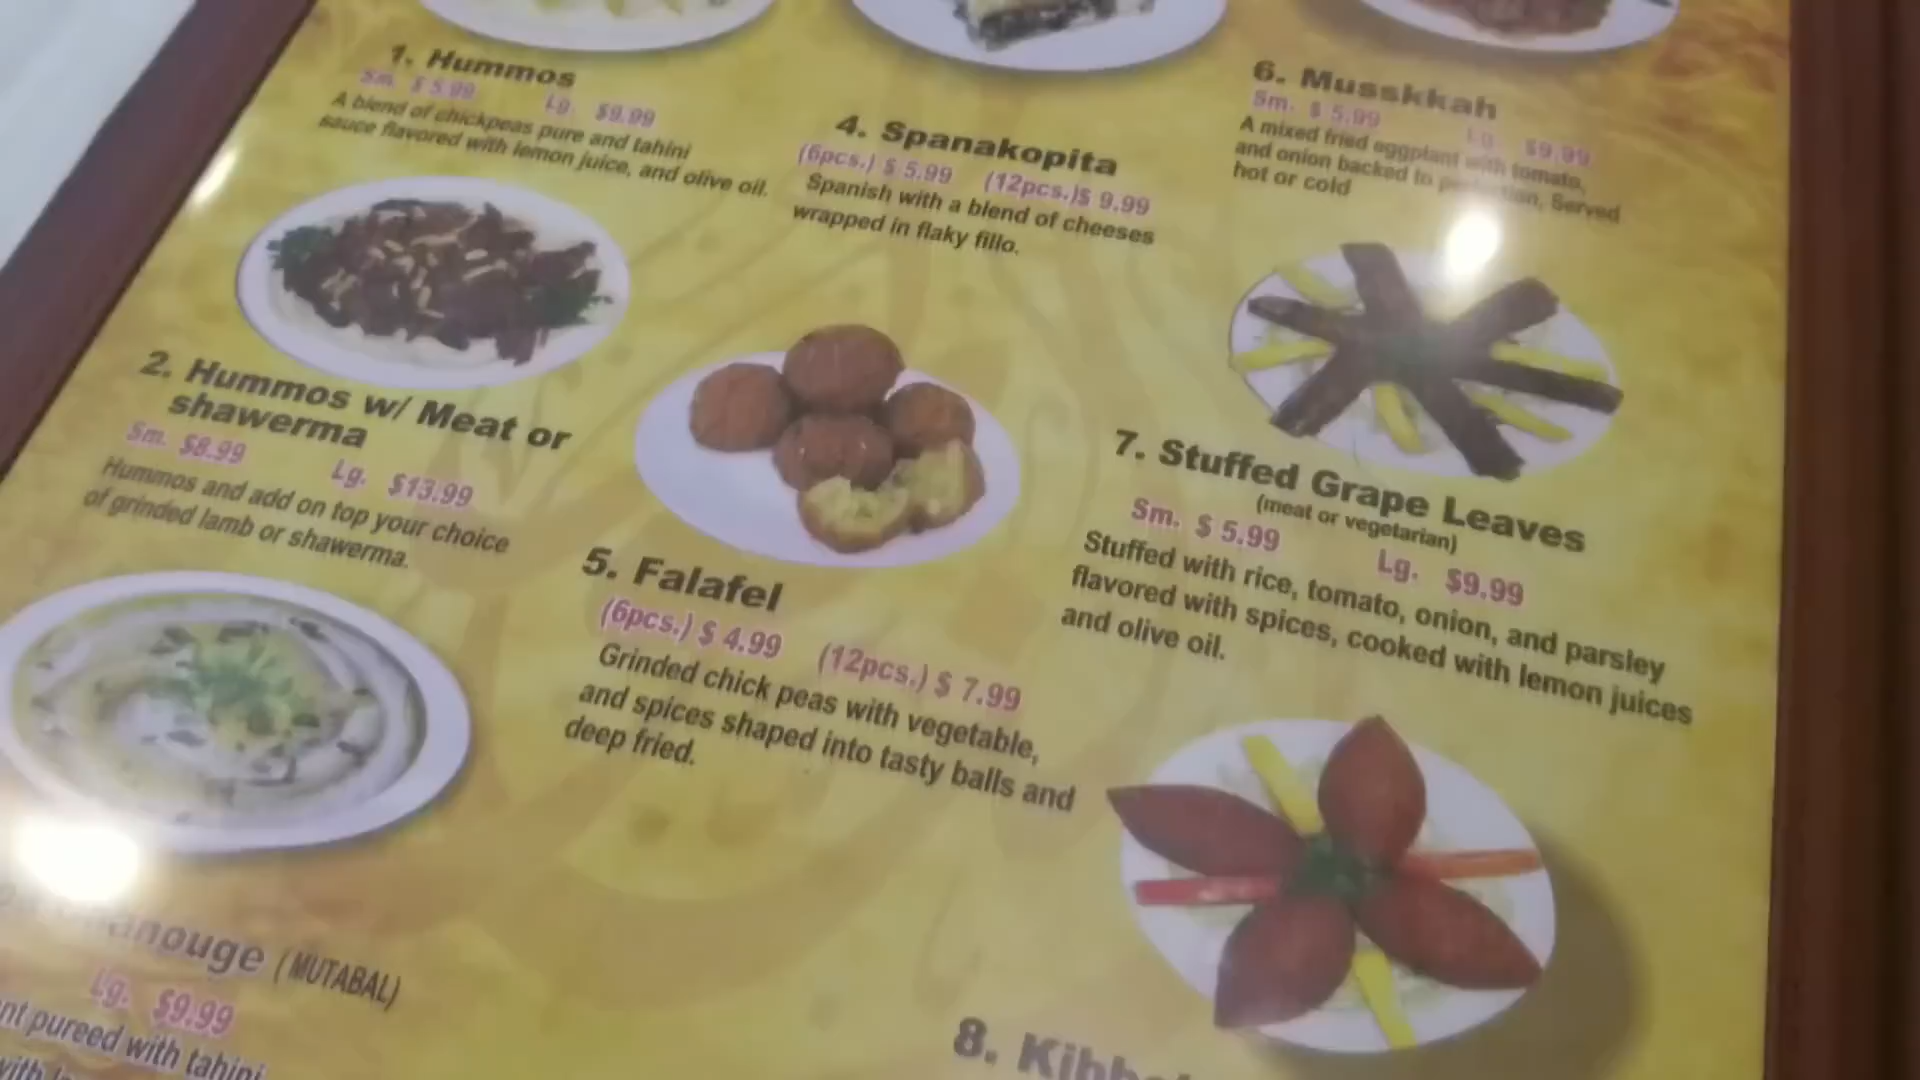 1. Hummos
Sm. $ 5.99 Lg. $9.99
A blend of chickpeas pure and tahini
sauce flavored with lemon juice, and olive oil.
2. Hummos w/ Meat or
shawerma
Sm. $8.99 Lg. $13.99
Hummos and add on top your choice
of grinded lamb or shawerma.
anouge (MUTABAL)
Lg. $9.99
pureed with tahini
4. Spanakopita
(6pcs.) $ 5.99 (12pcs.)$ 9.99
Spanish with a blend of cheeses
wrapped in flaky fillo.
5. Falafel
(6pcs.) $ 4.99 (12pcs.) $ 7.99
Grinded chick peas with vegetable,
and spices shaped into tasty balls and
deep fried.
6. Musskkah
Sm. $ 5.99 Lg. $9.99
A mixed fried eggplant with tomato,
and onion backed to Served
hot or cold
7. Stuffed Grape Leaves
(meat or vegetarian)
Sm. $ 5.99 Lg. $9.99
Stuffed with rice, tomato, onion, and parsley
flavored with spices, cooked with lemon juices
and olive oil.
8.